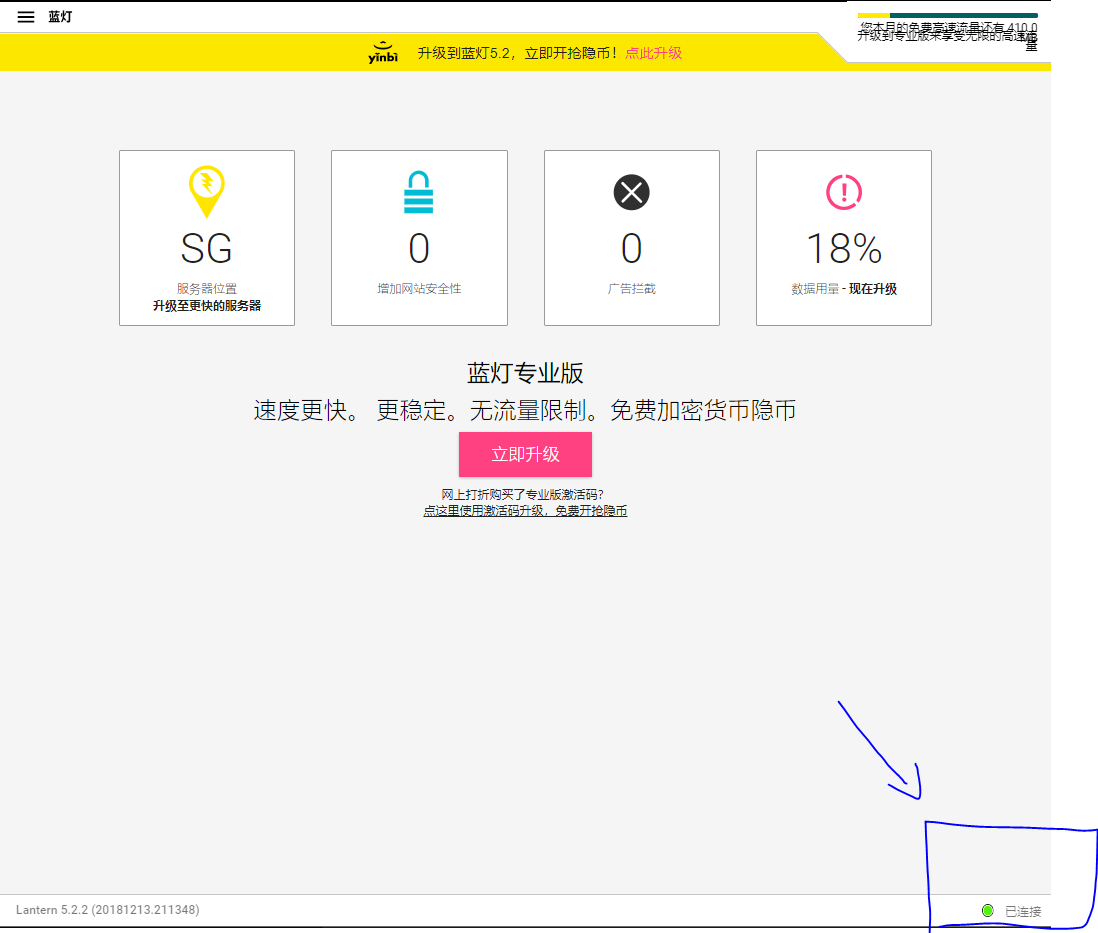 蓝灯
您本月的免费高速流量还有 410.0
MB
升级到专业版来享受无限的高速流
量
yinbi
升级到蓝灯5.2，立即开抢隐币！点此升级
SG
服务器位置
升级至更快的服务器
0
增加网站安全性
0
广告拦截
18%
数据用量 - 现在升级
蓝灯专业版
速度更快。 更稳定。无流量限制。免费加密货币隐币
立即升级
网上打折购买了专业版激活码？
点这里使用激活码升级，免费开抢隐币
Lantern 5.2.2 (20181213.211348)
已连接